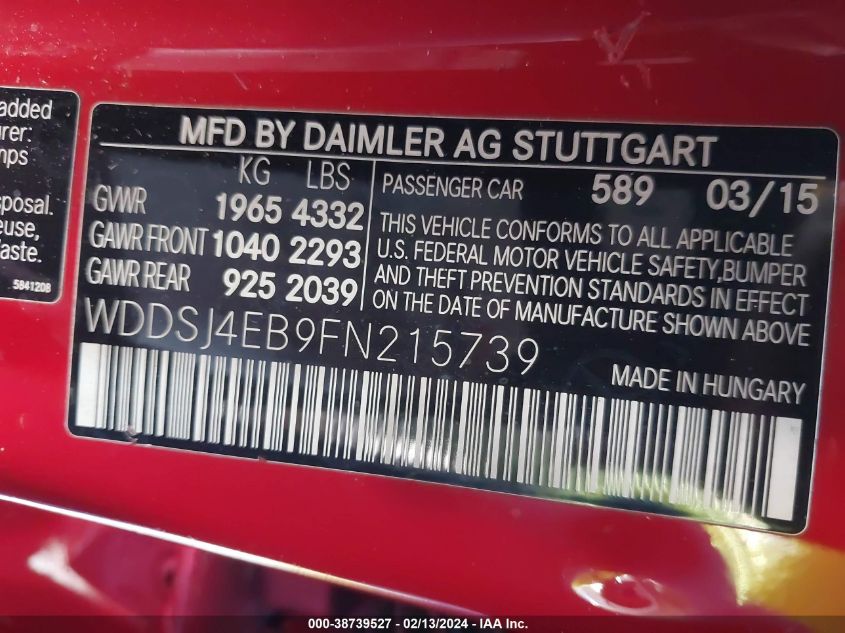 added
rer:
mps
sposal.
euse,
Waste.
5841208
MFD BY DAIMLER AG STUTTGART
KG LBS
GVWR 1965 4332
GAWR FRONT 1040 2293
GAWR REAR 925 2039
PASSENGER CAR 589 03/15
THIS VEHICLE CONFORMS TO ALL APPLICABLE
U.S. FEDERAL MOTOR VEHICLE SAFETY, BUMPER
AND THEFT PREVENTION STANDARDS IN EFFECT
ON THE DATE OF MANUFACTURE SHOWN ABOVE
WDDSJ4EB9FN215739
MADE IN HUNGARY
000-38739527 - 02/13/2024 - IAA Inc.